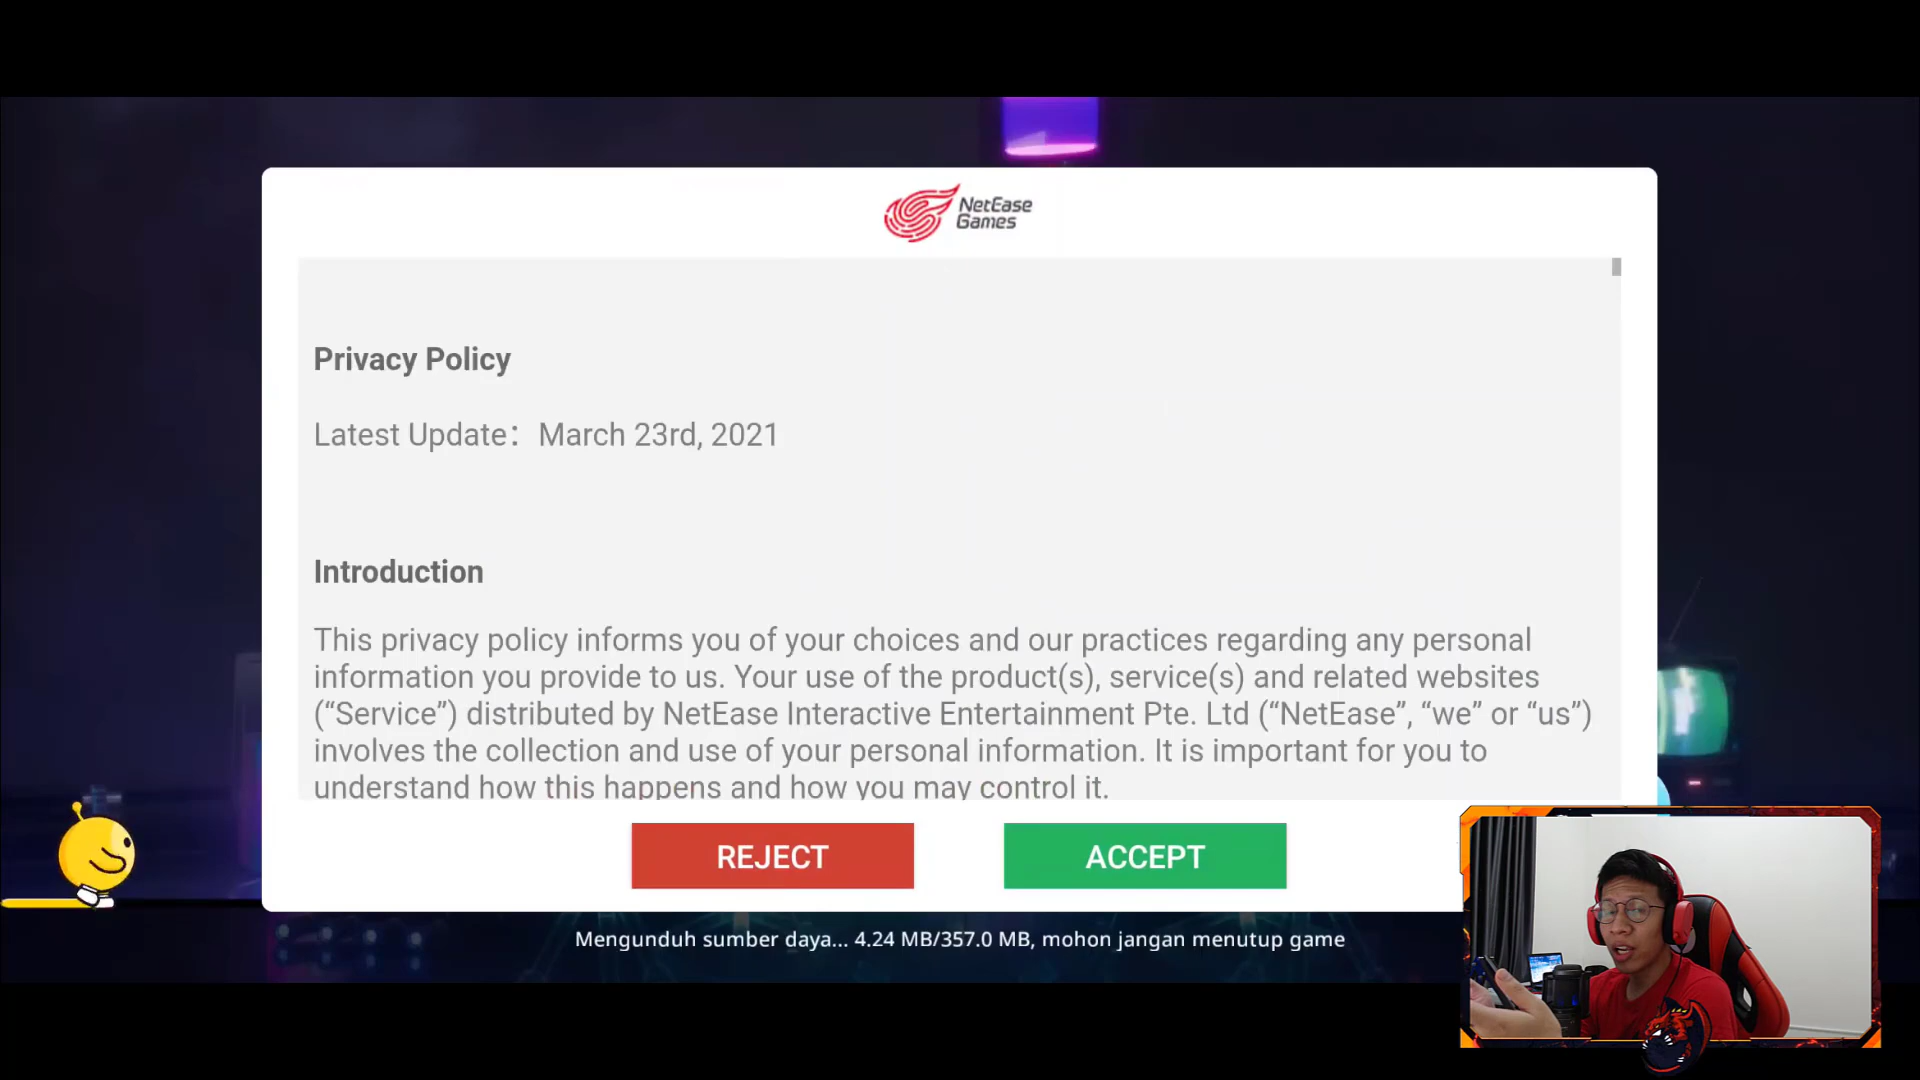 NetEase
Games
Privacy Policy
Latest Update： March 23rd, 2021
Introduction
This privacy policy informs you of your choices and our practices regarding any personal
information you provide to us. Your use of the product(s), service(s) and related websites
(“Service”) distributed by NetEase Interactive Entertainment Pte. Ltd (“NetEase”, “we” or “us”)
involves the collection and use of your personal information. It is important for you to
understand how this happens and how you may control it.
REJECT
ACCEPT
Mengunduh sumber daya... 4.24 MB/357.0 MB, mohon jangan menutup game